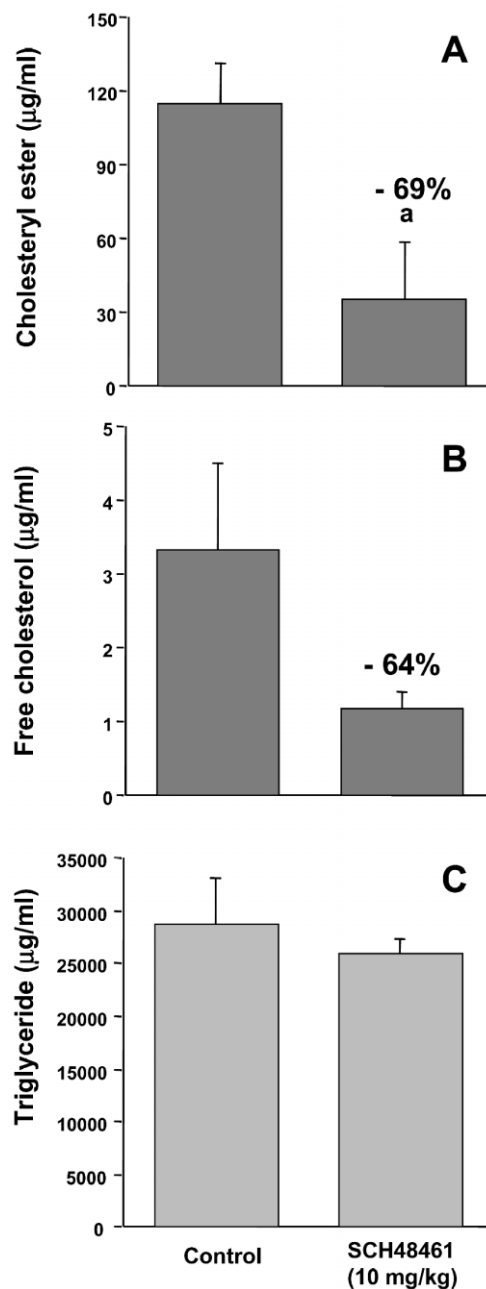 A
Cholesteryl ester (µg/ml)
150
120
90
60
30
0
- 69%
a
B
Free cholesterol (µg/ml)
5
4
3
2
1
0
- 64%
C
Triglyceride (µg/ml)
35000
30000
25000
20000
15000
10000
5000
0
Control
SCH48461
(10 mg/kg)